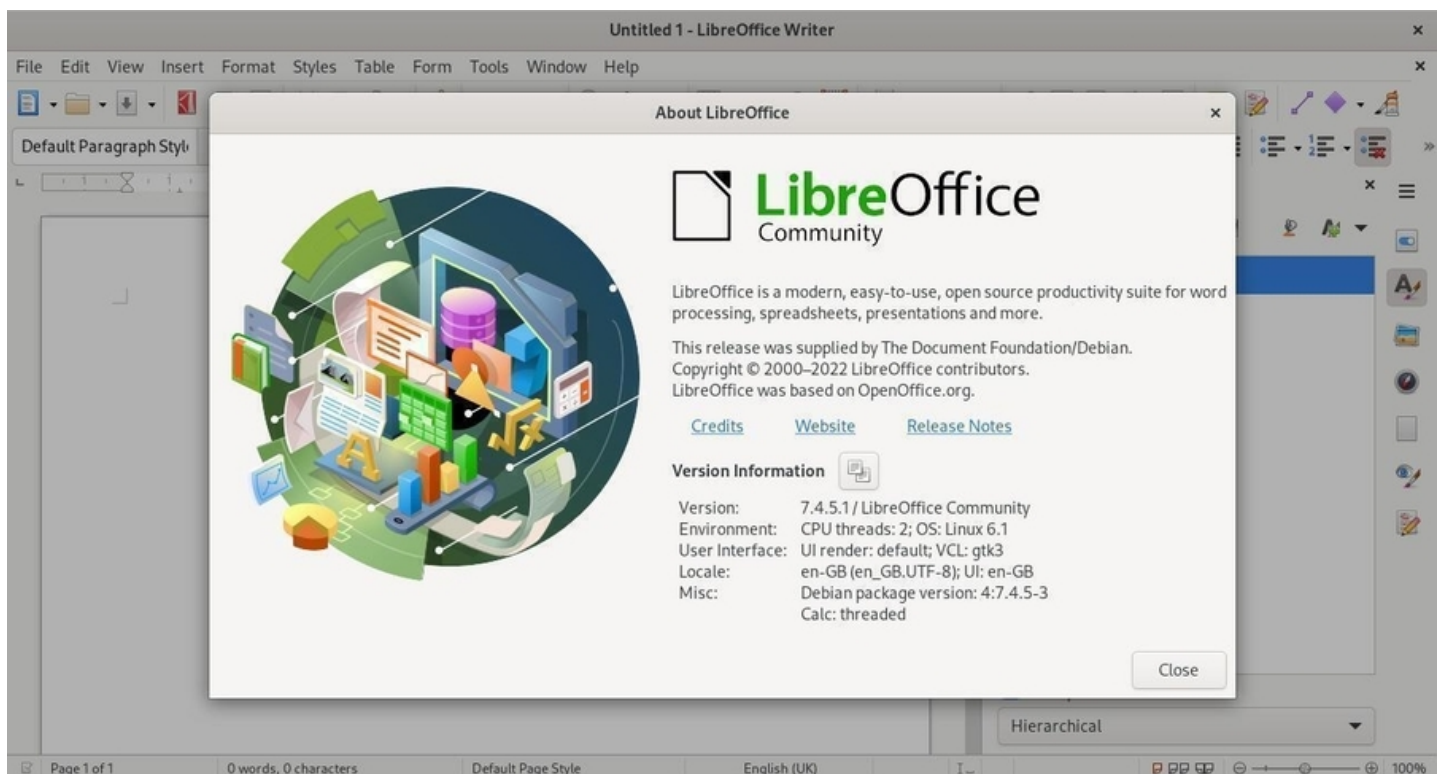 Untitled 1 - LibreOffice Writer
File Edit View Insert Format Styles Table Form Tools Window Help
About LibreOffice
Default Paragraph Styl
LibreOffice
Community
LibreOffice is a modern, easy-to-use, open source productivity suite for word
processing, spreadsheets, presentations and more.
This release was supplied by The Document Foundation/Debian.
Copyright © 2000–2022 LibreOffice contributors.
LibreOffice was based on OpenOffice.org.
Credits Website Release Notes
Version Information
Version: 7.4.5.1 / LibreOffice Community
Environment: CPU threads: 2; OS: Linux 6.1
User Interface: UI render: default; VCL: gtk3
Locale: en-GB (en_GB.UTF-8); UI: en-GB
Misc: Debian package version: 4:7.4.5-3
Calc: threaded
Close
Hierarchical
Page 1 of 1 0 words, 0 characters Default Page Style English (UK) 100%